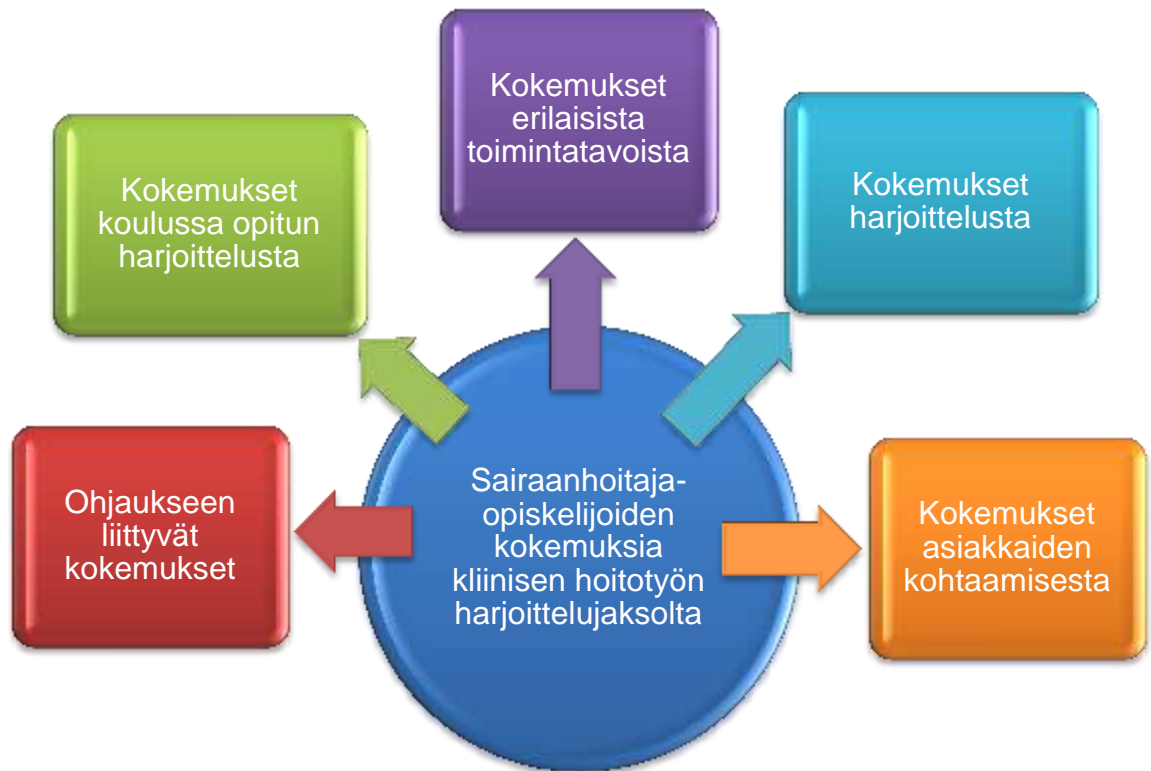 Kokemukset
erilaisista
toimintatavoista
Kokemukset
koulussa opitun
harjoittelusta
Kokemukset
harjoittelusta
Ohjaukseen
liittyvät
kokemukset
Sairaanhoitaja-
opiskelijoiden
kokemuksia
kliinisen hoitotyön
harjoittelujaksolta
Kokemukset
asiakkaiden
kohtaamisesta